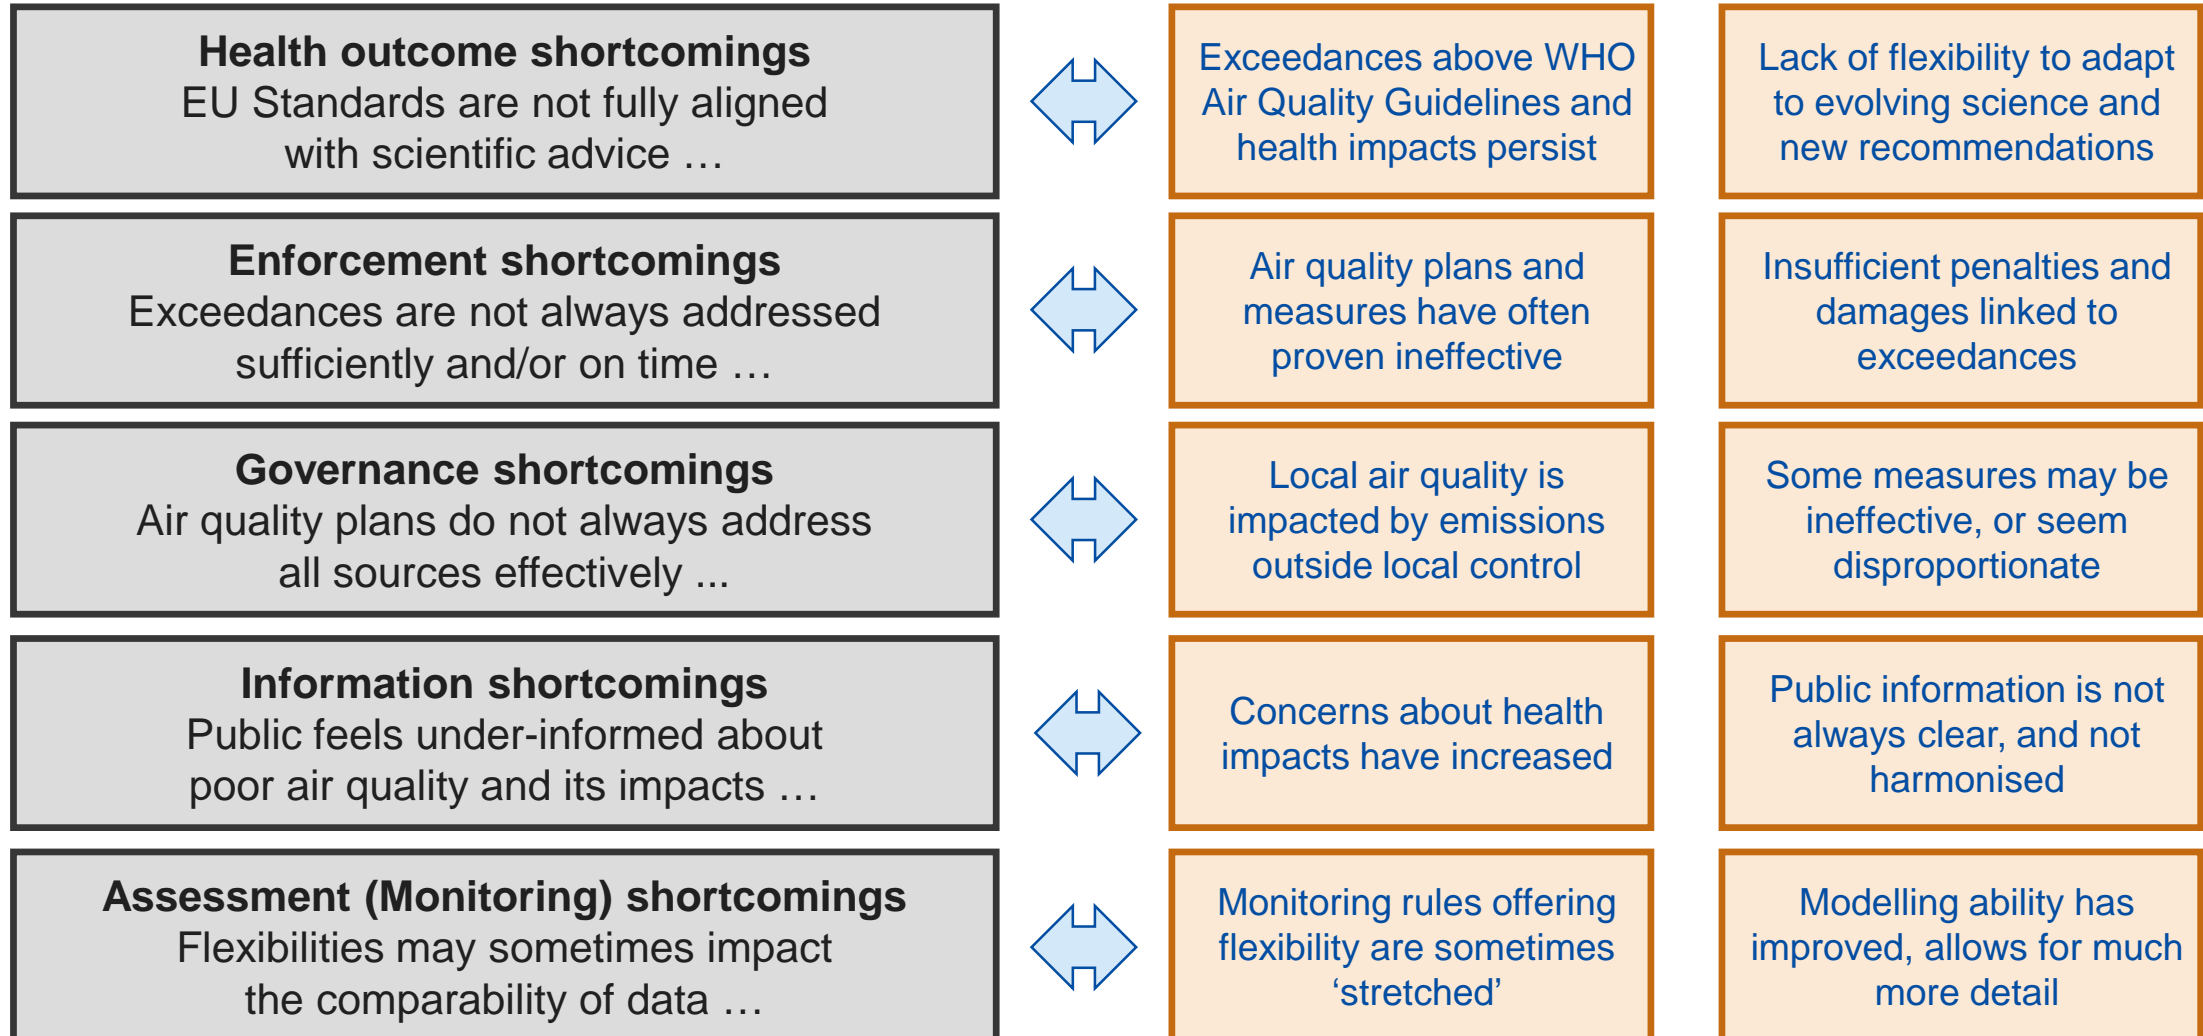 Health outcome shortcomings
EU Standards are not fully aligned
with scientific advice …
Exceedances above WHO
Air Quality Guidelines and
health impacts persist
Lack of flexibility to adapt
to evolving science and
new recommendations
Enforcement shortcomings
Exceedances are not always addressed
sufficiently and/or on time …
Air quality plans and
measures have often
proven ineffective
Insufficient penalties and
damages linked to
exceedances
Governance shortcomings
Air quality plans do not always address
all sources effectively ...
Local air quality is
impacted by emissions
outside local control
Some measures may be
ineffective, or seem
disproportionate
Information shortcomings
Public feels under-informed about
poor air quality and its impacts …
Concerns about health
impacts have increased
Public information is not
always clear, and not
harmonised
Assessment (Monitoring) shortcomings
Flexibilities may sometimes impact
the comparability of data …
Monitoring rules offering
flexibility are sometimes
‘stretched’
Modelling ability has
improved, allows for much
more detail